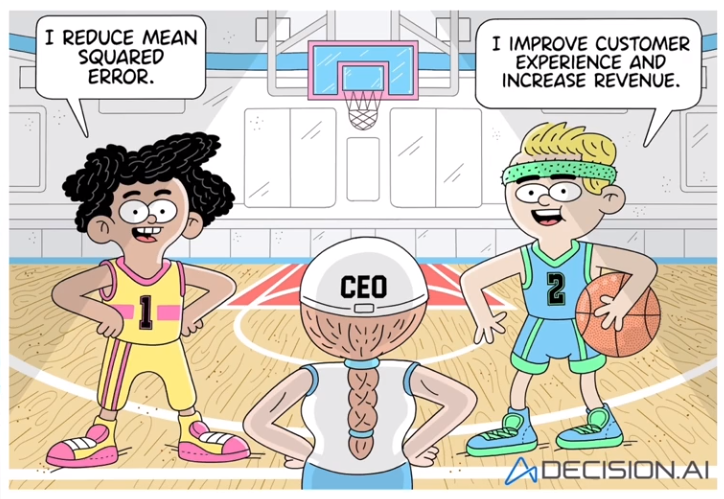 I REDUCE MEAN
SQUARED
ERROR.
I IMPROVE CUSTOMER
EXPERIENCE AND
INCREASE REVENUE.
CEO
1
2
DECISION.AI